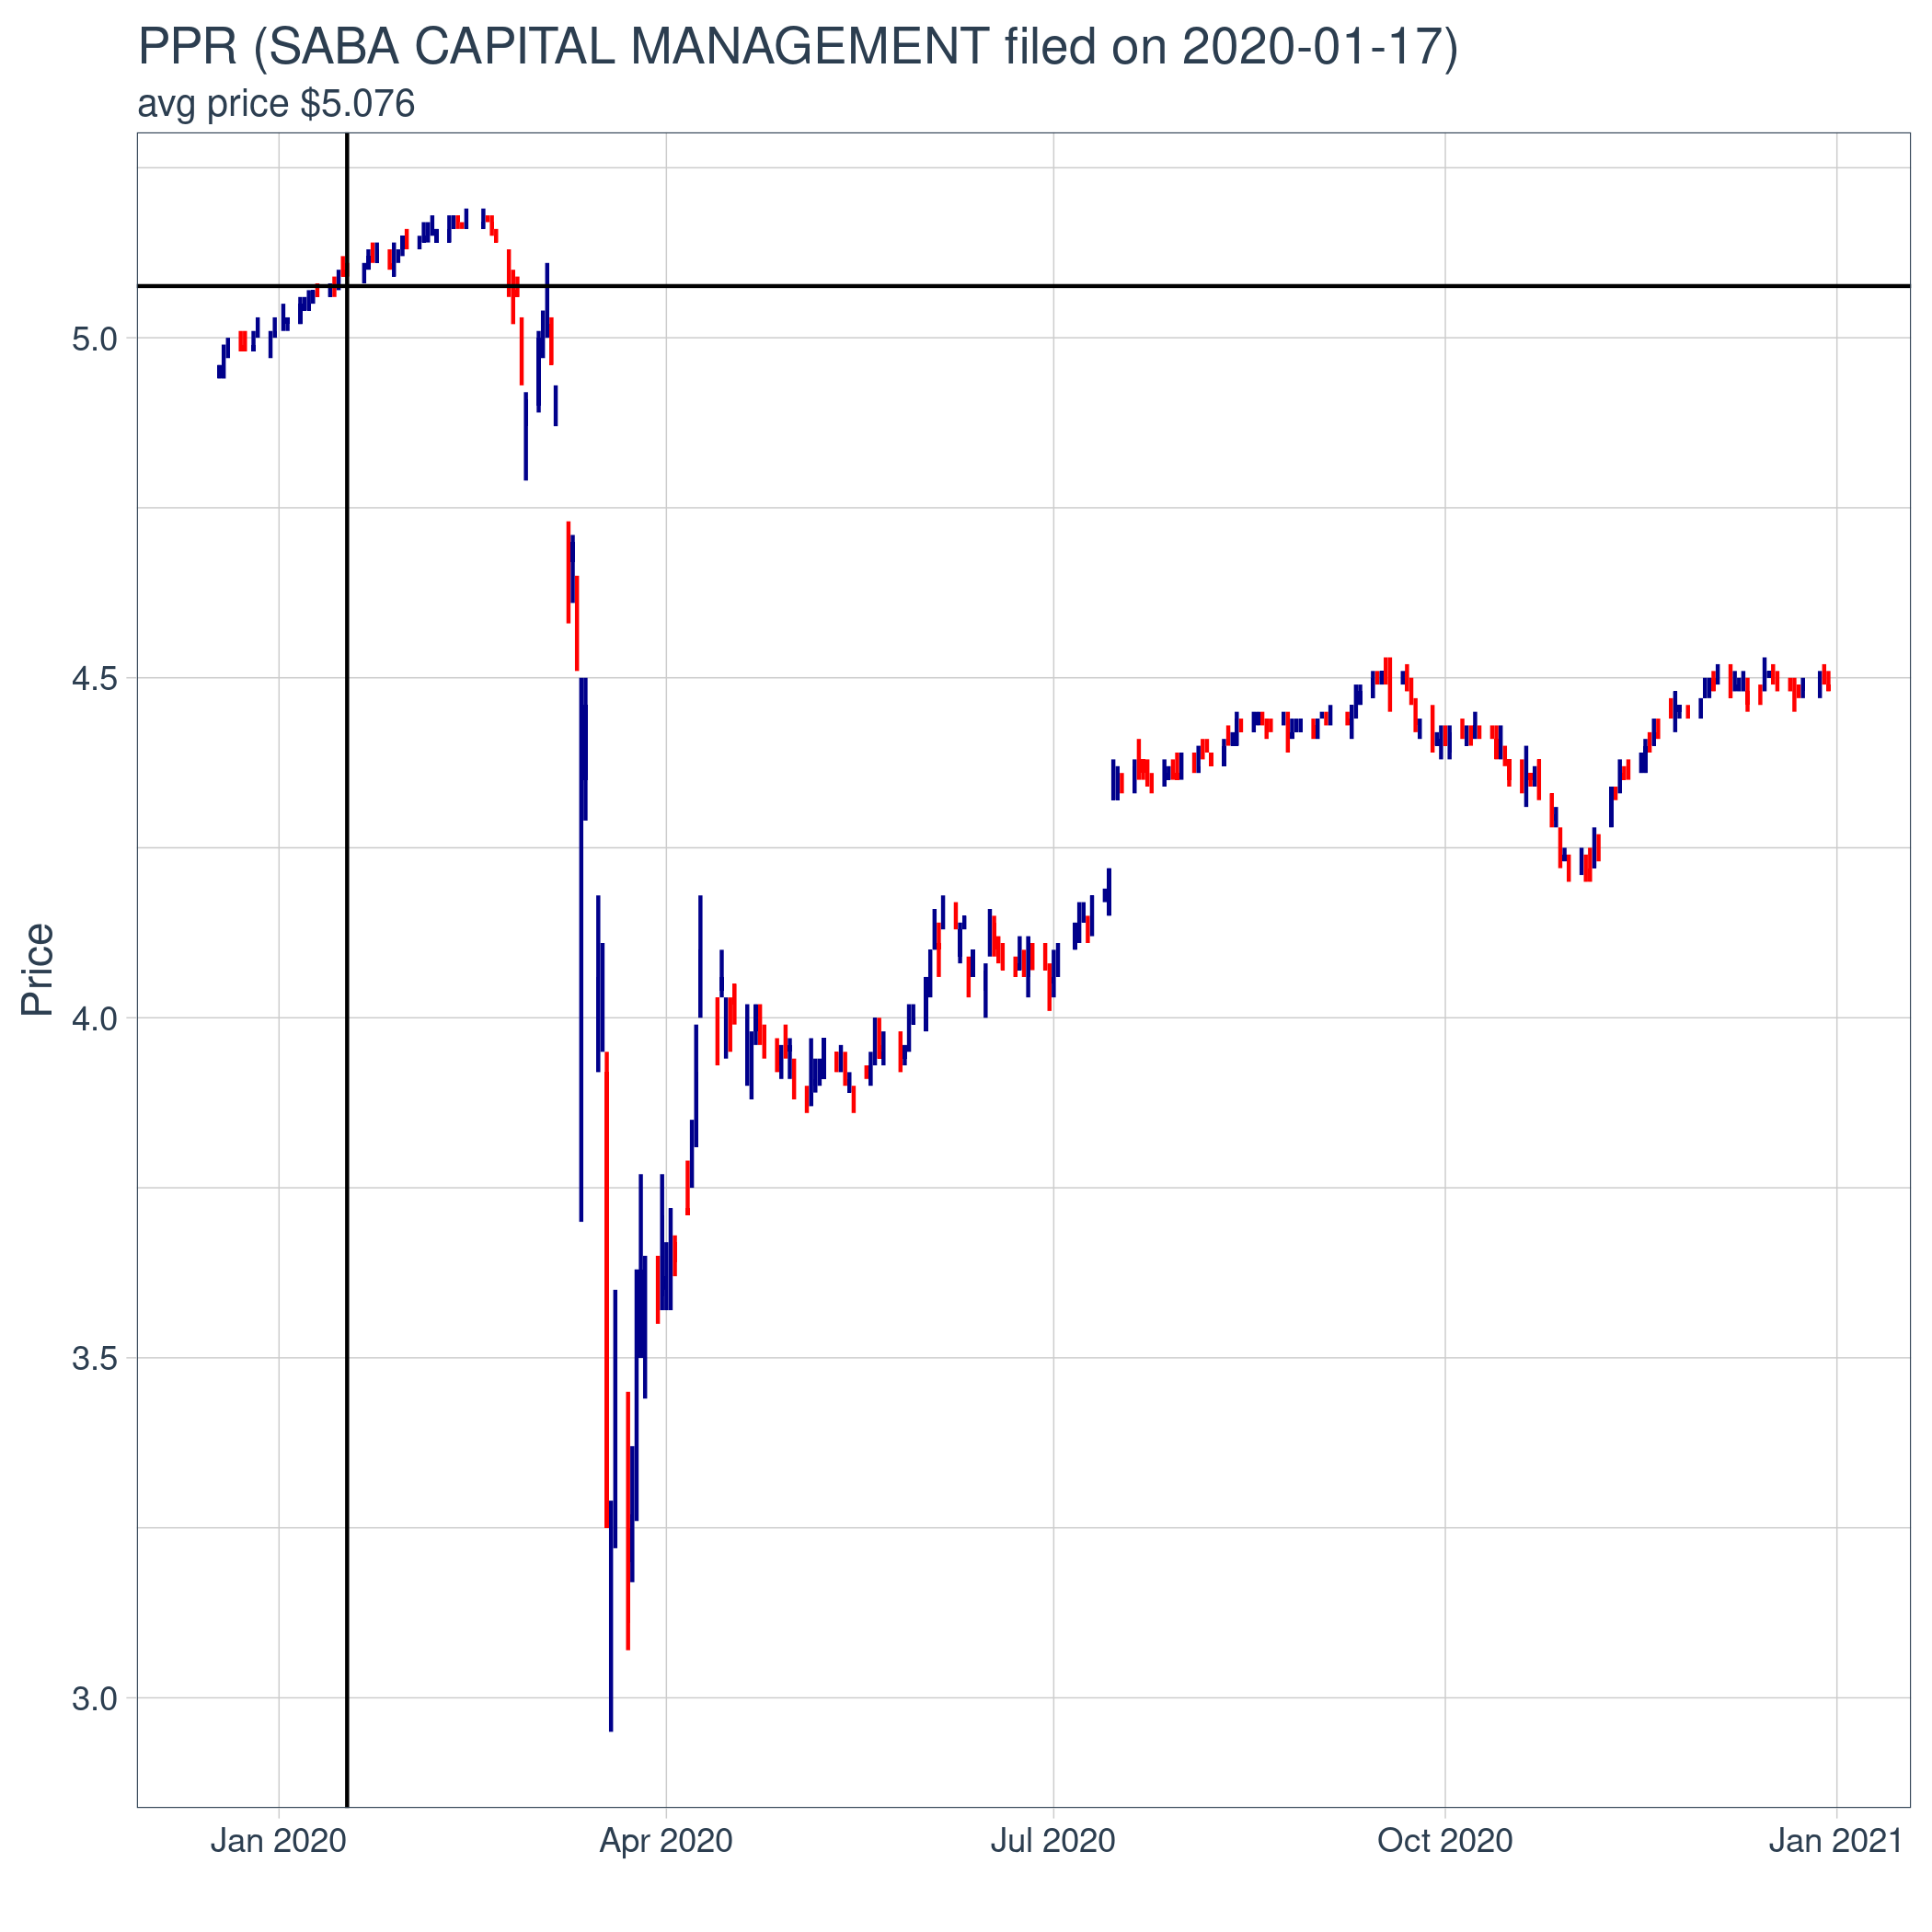 PPR (SABA CAPITAL MANAGEMENT filed on 2020-01-17)
avg price $5.076
Price
5.0
4.5
4.0
3.5
3.0
Jan 2020
Apr 2020
Jul 2020
Oct 2020
Jan 2021